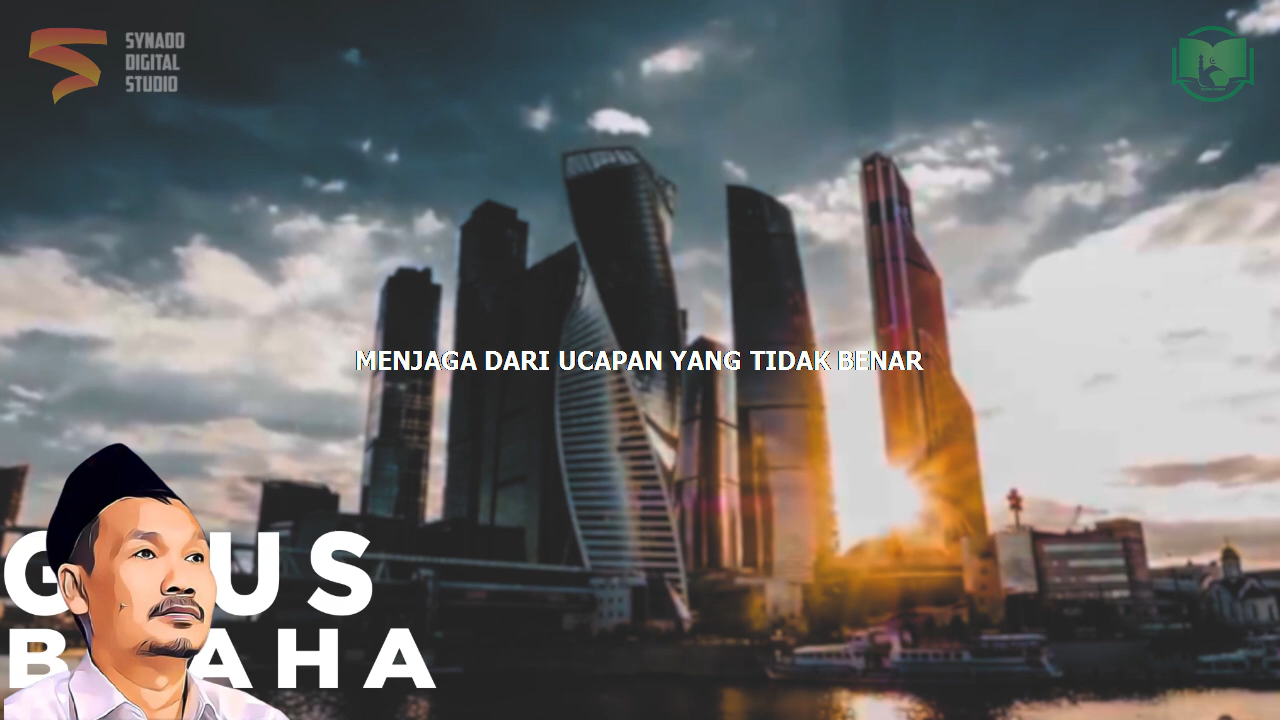 SYNADO
DIGITAL
STUDIO
MENJAGA DARI UCAPAN YANG TIDAK BENAR
GUS
BAHA